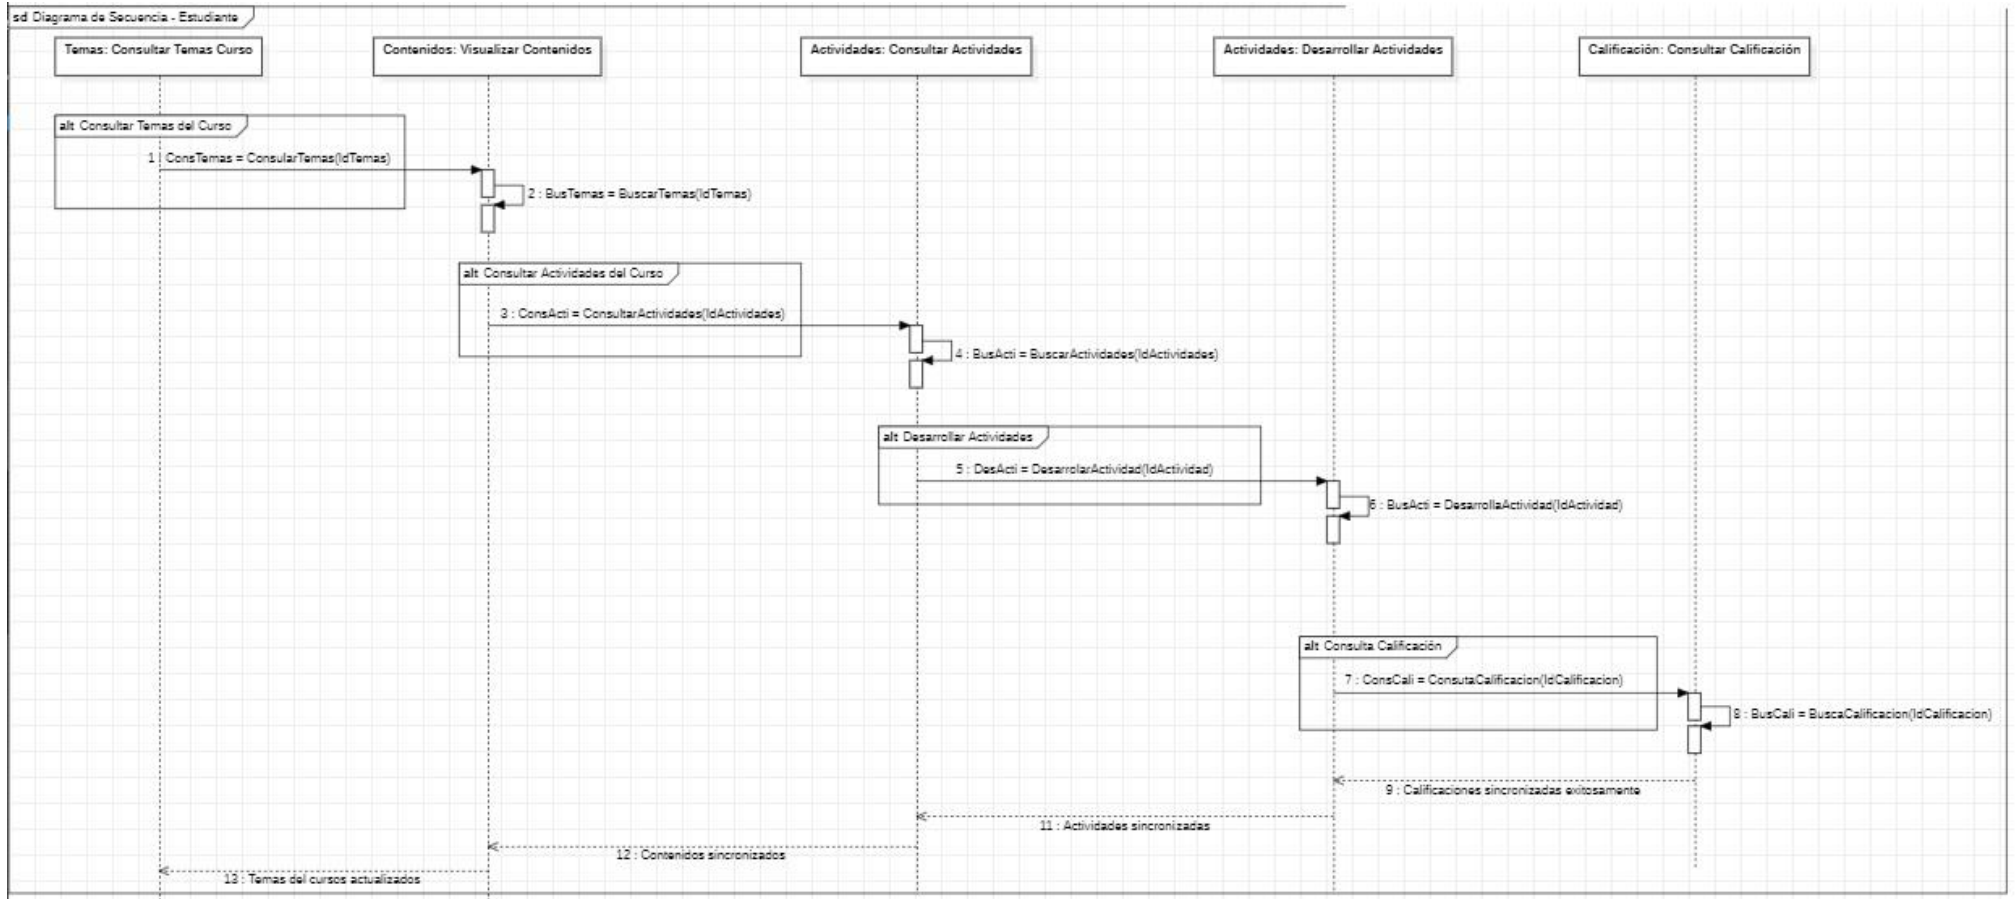 sd Diagrama de Secuencia - Estudiante
Temas: Consultar Temas Curso
Contenidos: Visualizar Contenidos
Actividades: Consultar Actividades
Actividades: Desarrollar Actividades
Calificación: Consultar Calificación
alt Consultar Temas del Curso
1 : ConsTemas = ConsularTemas(IdTemas)
2 : BusTemas = BuscarTemas(IdTemas)
alt Consultar Actividades del Curso
3 : ConsActi = ConsultarActividades(IdActividades)
4 : BusActi = BuscarActividades(IdActividades)
alt Desarrollar Actividades
5 : DesActi = DesarrolarActividad(IdActividad)
6 : BusActi = DesarrollaActividad(IdActividad)
alt Consulta Calificación
7 : ConsCali = ConsutaCalificacion(IdCalificacion)
8 : BusCali = BuscaCalificacion(IdCalificacion)
9 : Calificaciones sincronizadas exitosamente
11 : Actividades sincronizadas
12 : Contenidos sincronizados
13 : Temas del cursos actualizados